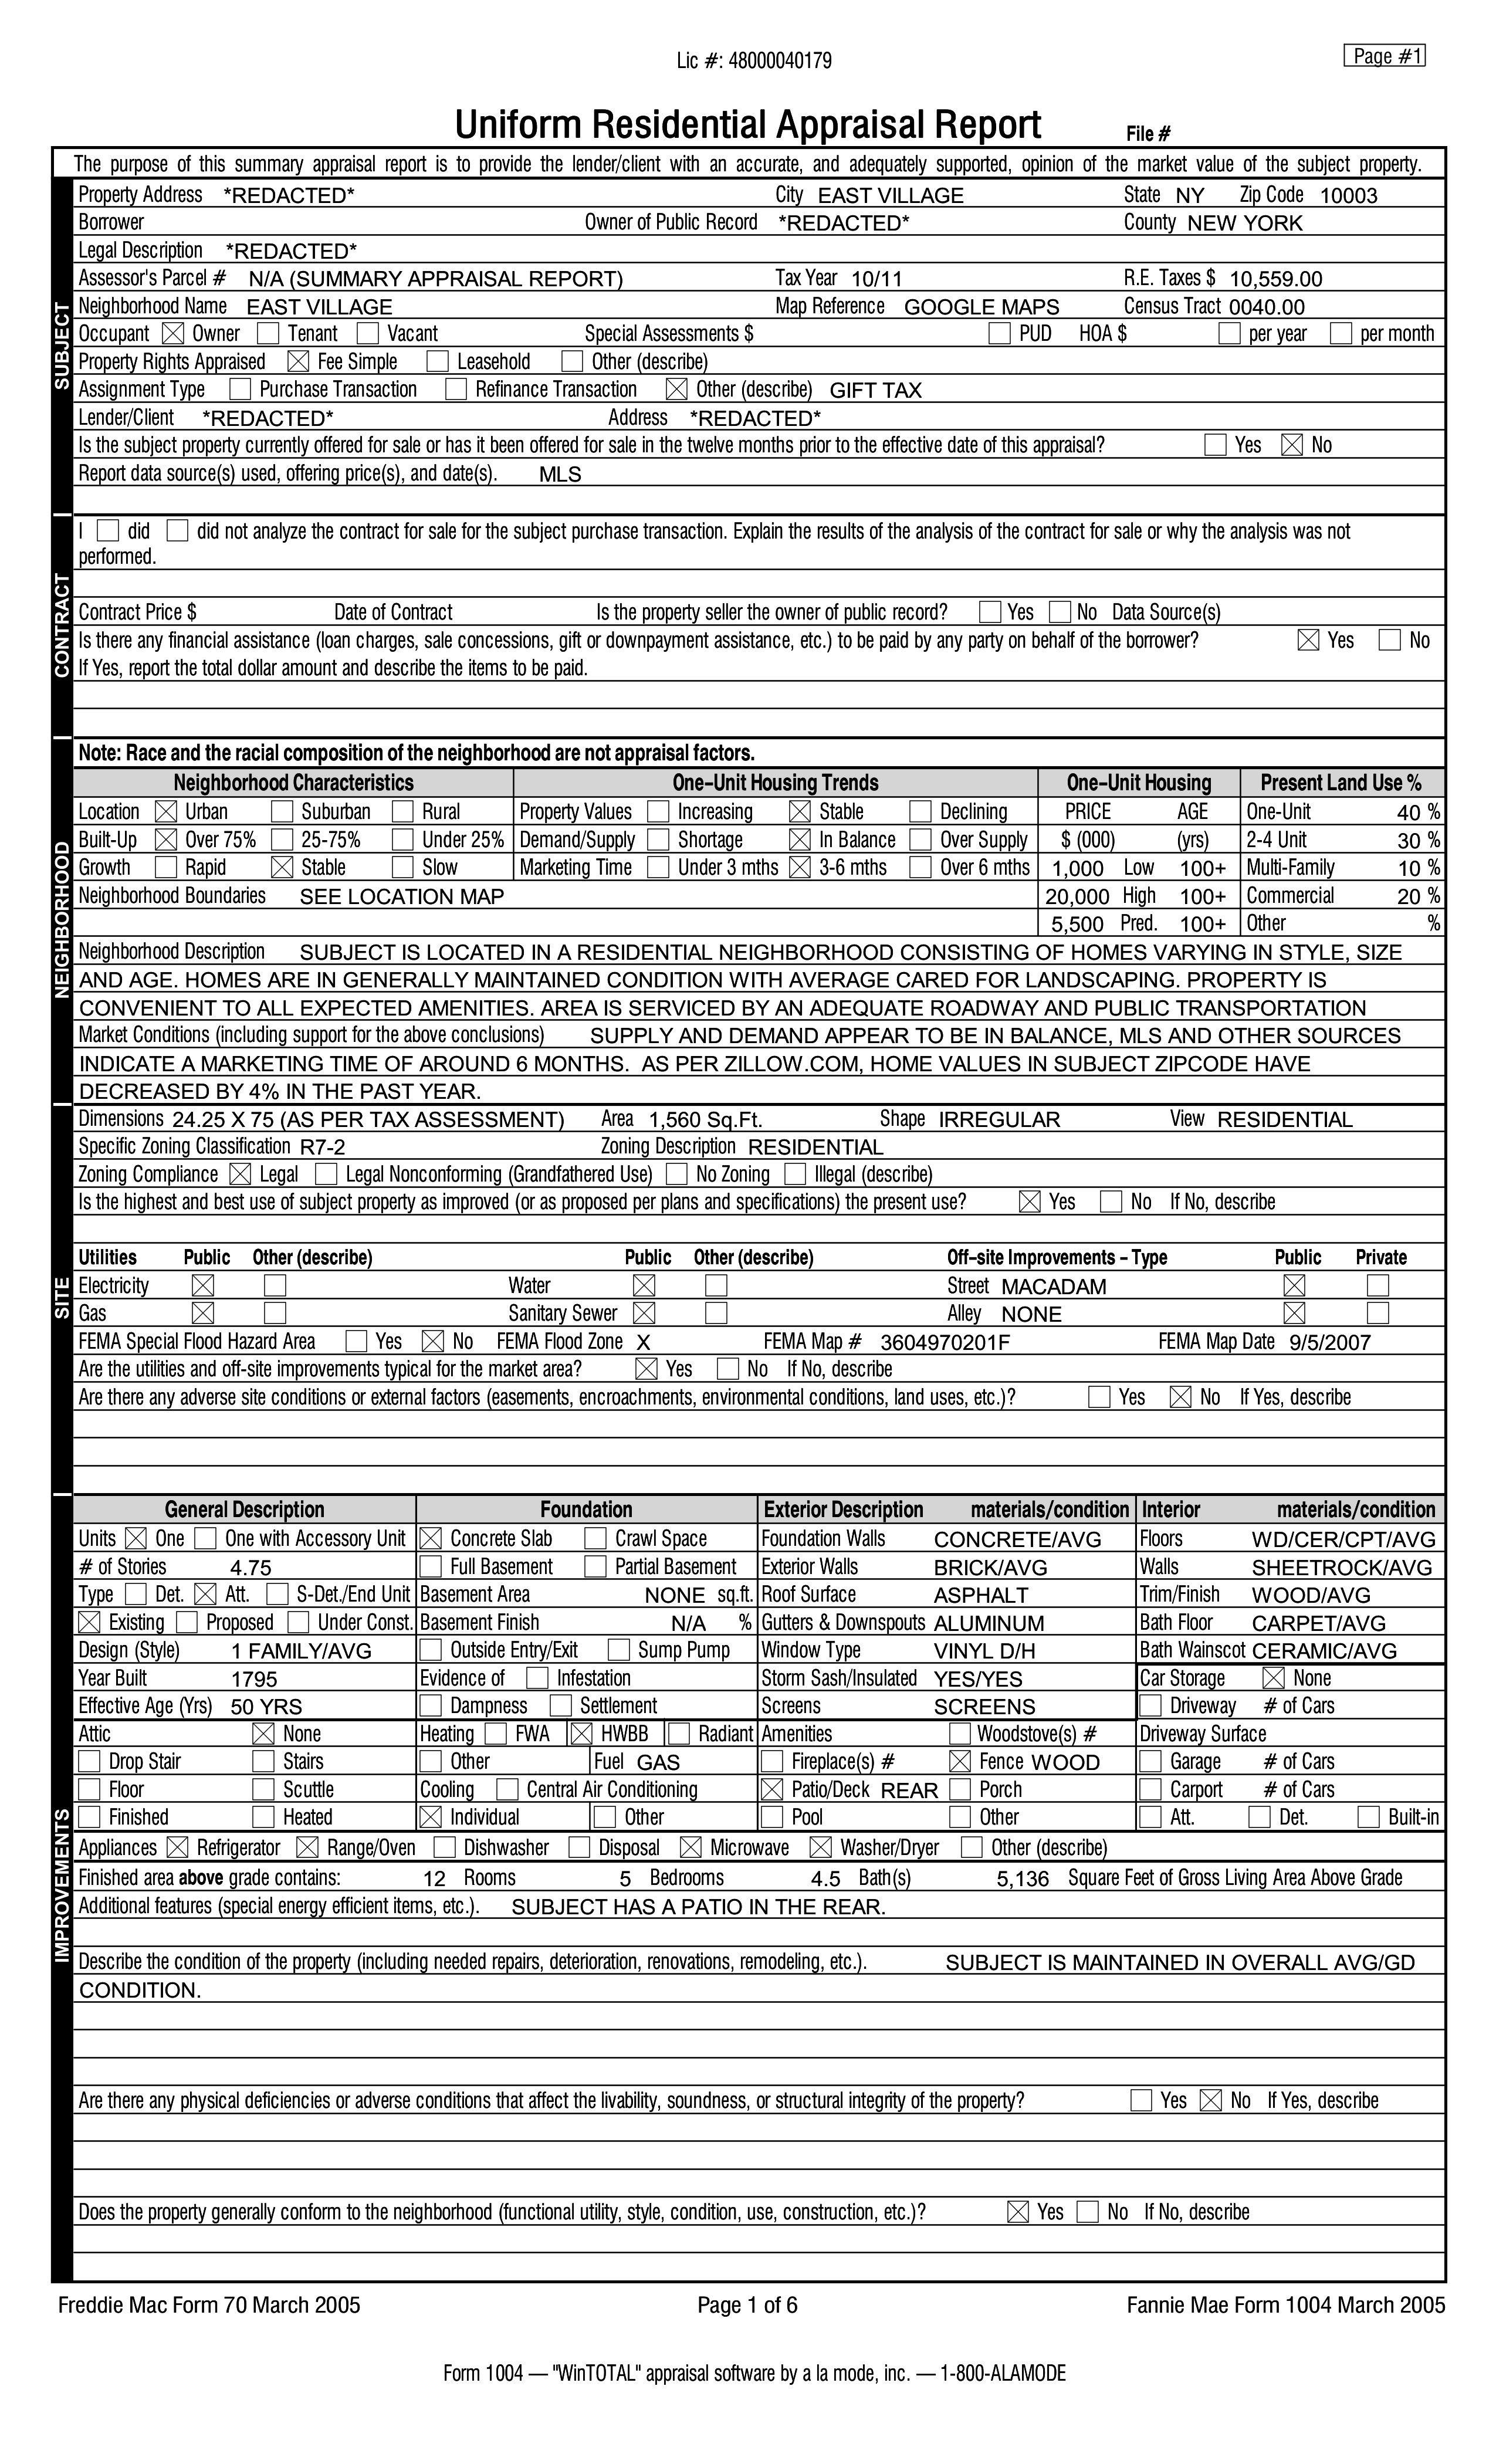 Lic #: 48000040179
Page #1
Uniform Residential Appraisal Report File #
The purpose of this summary appraisal report is to provide the lender/client with an accurate, and adequately supported, opinion of the market value of the subject property.
SUBJECT
Property Address *REDACTED* City EAST VILLAGE State NY Zip Code 10003
Borrower Owner of Public Record *REDACTED* County NEW YORK
Legal Description *REDACTED*
Assessor's Parcel # N/A (SUMMARY APPRAISAL REPORT) Tax Year 10/11 R.E. Taxes $ 10,559.00
Neighborhood Name EAST VILLAGE Map Reference GOOGLE MAPS Census Tract 0040.00
Occupant Owner Tenant Vacant Special Assessments $ PUD HOA $ per year per month
Property Rights Appraised Fee Simple Leasehold Other (describe)
Assignment Type Purchase Transaction Refinance Transaction Other (describe) GIFT TAX
Lender/Client *REDACTED* Address *REDACTED*
Is the subject property currently offered for sale or has it been offered for sale in the twelve months prior to the effective date of this appraisal? Yes No
Report data source(s) used, offering price(s), and date(s). MLS
CONTRACT
I did did not analyze the contract for sale for the subject purchase transaction. Explain the results of the analysis of the contract for sale or why the analysis was not
performed.
Contract Price $ Date of Contract Is the property seller the owner of public record? Yes No Data Source(s)
Is there any financial assistance (loan charges, sale concessions, gift or downpayment assistance, etc.) to be paid by any party on behalf of the borrower? Yes No
If Yes, report the total dollar amount and describe the items to be paid.
NEIGHBORHOOD
Note: Race and the racial composition of the neighborhood are not appraisal factors.
Neighborhood Characteristics One-Unit Housing Trends One-Unit Housing Present Land Use %
Location Urban Suburban Rural Property Values Increasing Stable Declining PRICE AGE One-Unit 40 %
Built-Up Over 75% 25-75% Under 25% Demand/Supply Shortage In Balance Over Supply $ (000) (yrs) 2-4 Unit 30 %
Growth Rapid Stable Slow Marketing Time Under 3 mths 3-6 mths Over 6 mths 1,000 Low 100+ Multi-Family 10 %
Neighborhood Boundaries SEE LOCATION MAP 20,000 High 100+ Commercial 20 %
5,500 Pred. 100+ Other %
Neighborhood Description SUBJECT IS LOCATED IN A RESIDENTIAL NEIGHBORHOOD CONSISTING OF HOMES VARYING IN STYLE, SIZE
AND AGE. HOMES ARE IN GENERALLY MAINTAINED CONDITION WITH AVERAGE CARED FOR LANDSCAPING. PROPERTY IS
CONVENIENT TO ALL EXPECTED AMENITIES. AREA IS SERVICED BY AN ADEQUATE ROADWAY AND PUBLIC TRANSPORTATION
Market Conditions (including support for the above conclusions) SUPPLY AND DEMAND APPEAR TO BE IN BALANCE, MLS AND OTHER SOURCES
INDICATE A MARKETING TIME OF AROUND 6 MONTHS. AS PER ZILLOW.COM, HOME VALUES IN SUBJECT ZIPCODE HAVE
DECREASED BY 4% IN THE PAST YEAR.
SITE
Dimensions 24.25 X 75 (AS PER TAX ASSESSMENT) Area 1,560 Sq.Ft. Shape IRREGULAR View RESIDENTIAL
Specific Zoning Classification R7-2 Zoning Description RESIDENTIAL
Zoning Compliance Legal Legal Nonconforming (Grandfathered Use) No Zoning Illegal (describe)
Is the highest and best use of subject property as improved (or as proposed per plans and specifications) the present use? Yes No If No, describe
Utilities Public Other (describe) Public Other (describe) Off-site Improvements - Type Public Private
Electricity Water Street MACADAM
Gas Sanitary Sewer Alley NONE
FEMA Special Flood Hazard Area Yes No FEMA Flood Zone X FEMA Map # 3604970201F FEMA Map Date 9/5/2007
Are the utilities and off-site improvements typical for the market area? Yes No If No, describe
Are there any adverse site conditions or external factors (easements, encroachments, environmental conditions, land uses, etc.)? Yes No If Yes, describe
IMPROVEMENTS
General Description Foundation Exterior Description materials/condition Interior materials/condition
Units One One with Accessory Unit Concrete Slab Crawl Space Foundation Walls CONCRETE/AVG Floors WD/CER/CPT/AVG
# of Stories 4.75 Full Basement Partial Basement Exterior Walls BRICK/AVG Walls SHEETROCK/AVG
Type Det. Att. S-Det./End Unit Basement Area NONE sq.ft. Roof Surface ASPHALT Trim/Finish WOOD/AVG
Existing Proposed Under Const. Basement Finish N/A % Gutters & Downspouts ALUMINUM Bath Floor CARPET/AVG
Design (Style) 1 FAMILY/AVG Outside Entry/Exit Sump Pump Window Type VINYL D/H Bath Wainscot CERAMIC/AVG
Year Built 1795 Evidence of Infestation Storm Sash/Insulated YES/YES Car Storage None
Effective Age (Yrs) 50 YRS Dampness Settlement Screens SCREENS Driveway # of Cars
Attic None Heating FWA HWBB Radiant Amenities Woodstove(s) # Driveway Surface
Drop Stair Stairs Other Fuel GAS Fireplace(s) # Fence WOOD Garage # of Cars
Floor Scuttle Cooling Central Air Conditioning Patio/Deck REAR Porch Carport # of Cars
Finished Heated Individual Other Pool Other Att. Det. Built-in
Appliances Refrigerator Range/Oven Dishwasher Disposal Microwave Washer/Dryer Other (describe)
Finished area above grade contains: 12 Rooms 5 Bedrooms 4.5 Bath(s) 5,136 Square Feet of Gross Living Area Above Grade
Additional features (special energy efficient items, etc.). SUBJECT HAS A PATIO IN THE REAR.
Describe the condition of the property (including needed repairs, deterioration, renovations, remodeling, etc.). SUBJECT IS MAINTAINED IN OVERALL AVG/GD
CONDITION.
Are there any physical deficiencies or adverse conditions that affect the livability, soundness, or structural integrity of the property? Yes No If Yes, describe
Does the property generally conform to the neighborhood (functional utility, style, condition, use, construction, etc.)? Yes No If No, describe
Freddie Mac Form 70 March 2005 Page 1 of 6 Fannie Mae Form 1004 March 2005
Form 1004 — "WinTOTAL" appraisal software by a la mode, inc. — 1-800-ALAMODE